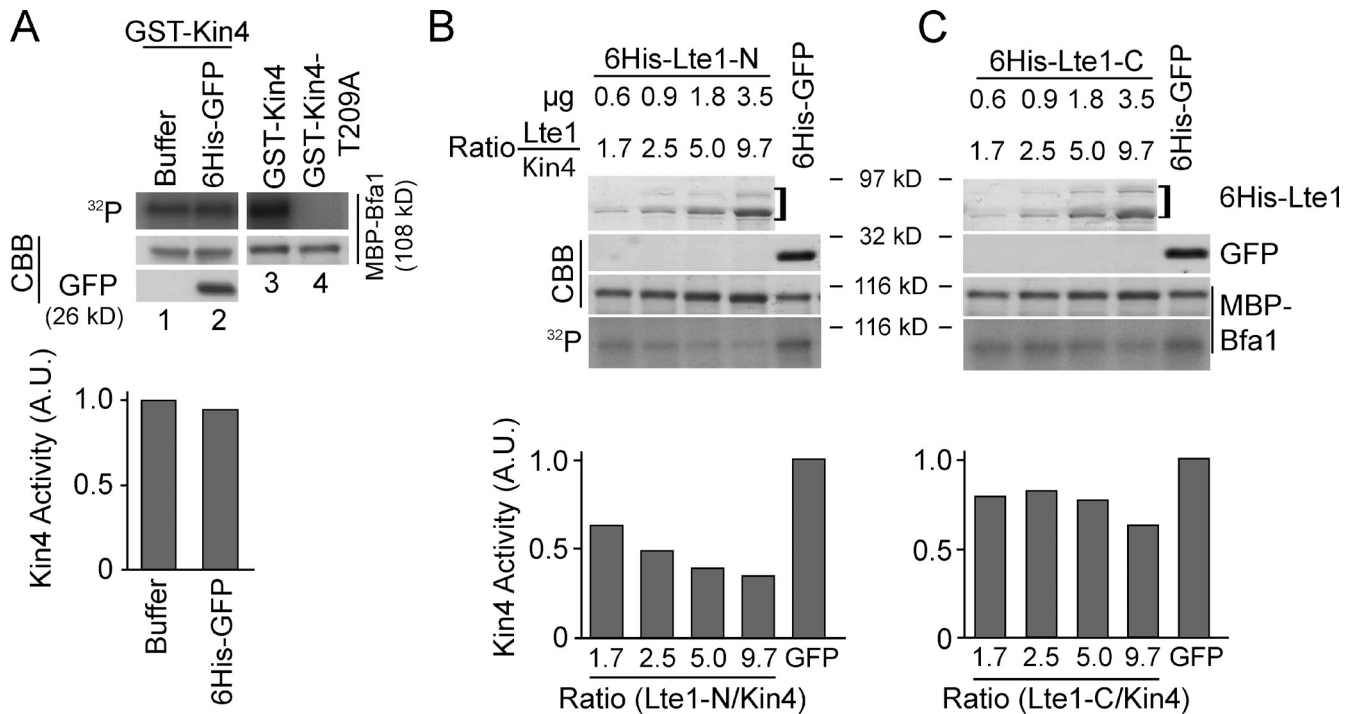 A
GST-Kin4
Buffer
6His-GFP
GST-Kin4
GST-Kin4-
T209A
32P
CBB
GFP
(26 kD)
MBP-Bfa1
(108 kD)
1 2 3 4
Kin4 Activity (A.U.)
1.0
0.5
0
Buffer
6His-GFP
B
6His-Lte1-N
6His-GFP
µg 0.6 0.9 1.8 3.5
Ratio Lte1
Kin4
1.7 2.5 5.0 9.7
CBB
32P
– 97 kD –
– 32 kD –
– 116 kD –
– 116 kD –
Kin4 Activity (A.U.)
1.0
0.5
0
1.7 2.5 5.0 9.7 GFP
Ratio (Lte1-N/Kin4)
C
6His-Lte1-C
6His-GFP
0.6 0.9 1.8 3.5
1.7 2.5 5.0 9.7
6His-Lte1
GFP
MBP-
Bfa1
1.0
0.5
0
1.7 2.5 5.0 9.7 GFP
Ratio (Lte1-C/Kin4)